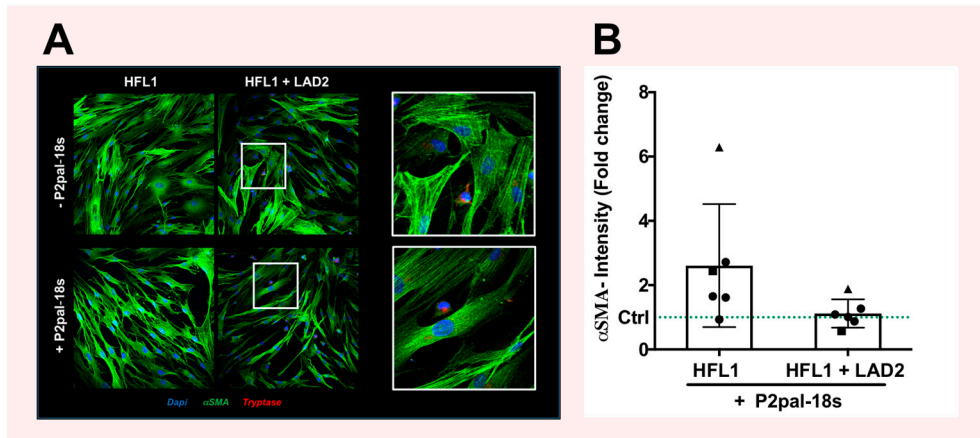 A
HFL1 HFL1 + LAD2
- P2pal-18s
+ P2pal-18s
Dapi αSMA Tryptase
B
αSMA- Intensity (Fold change)
8
6
4
2
Ctrl
0
HFL1 HFL1 + LAD2
+ P2pal-18s